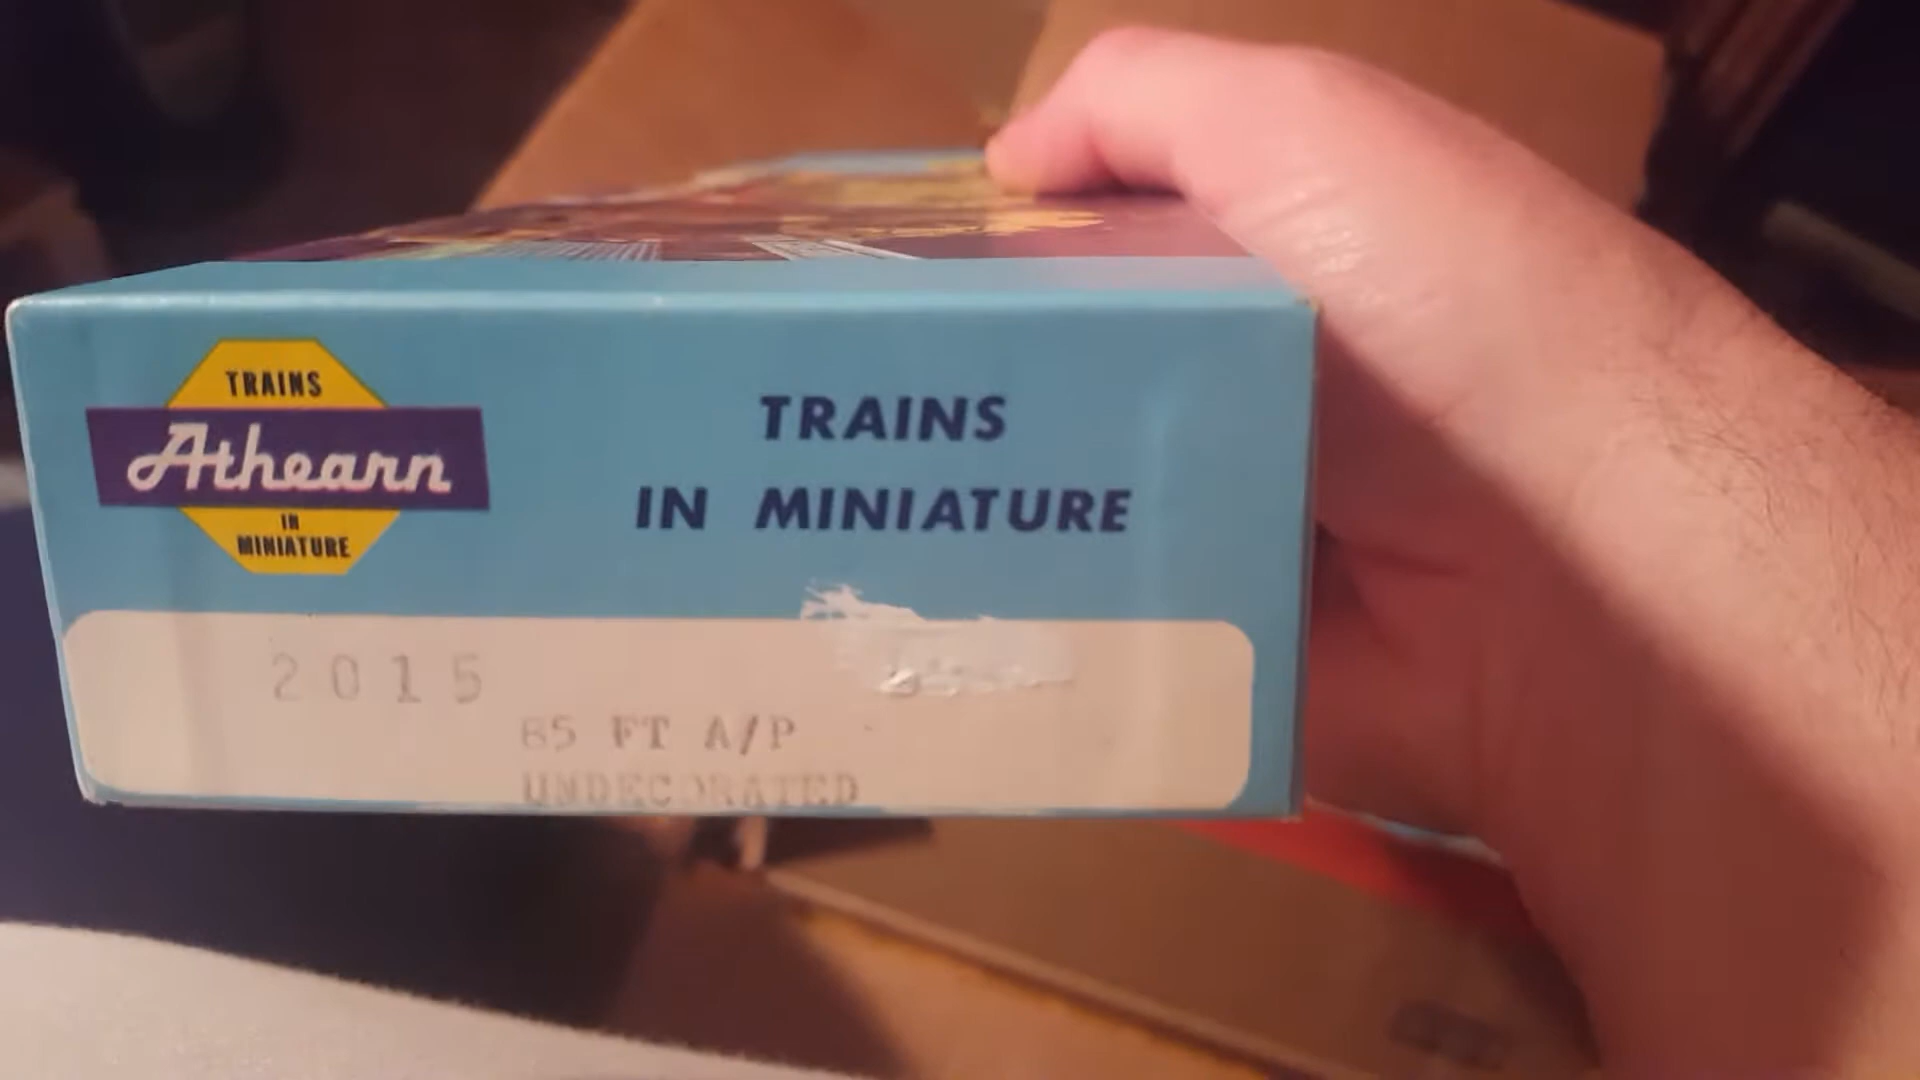 TRAINS
Athearn
IN
MINIATURE
TRAINS
IN MINIATURE
2015
85 FT A/P
UNDECORATED